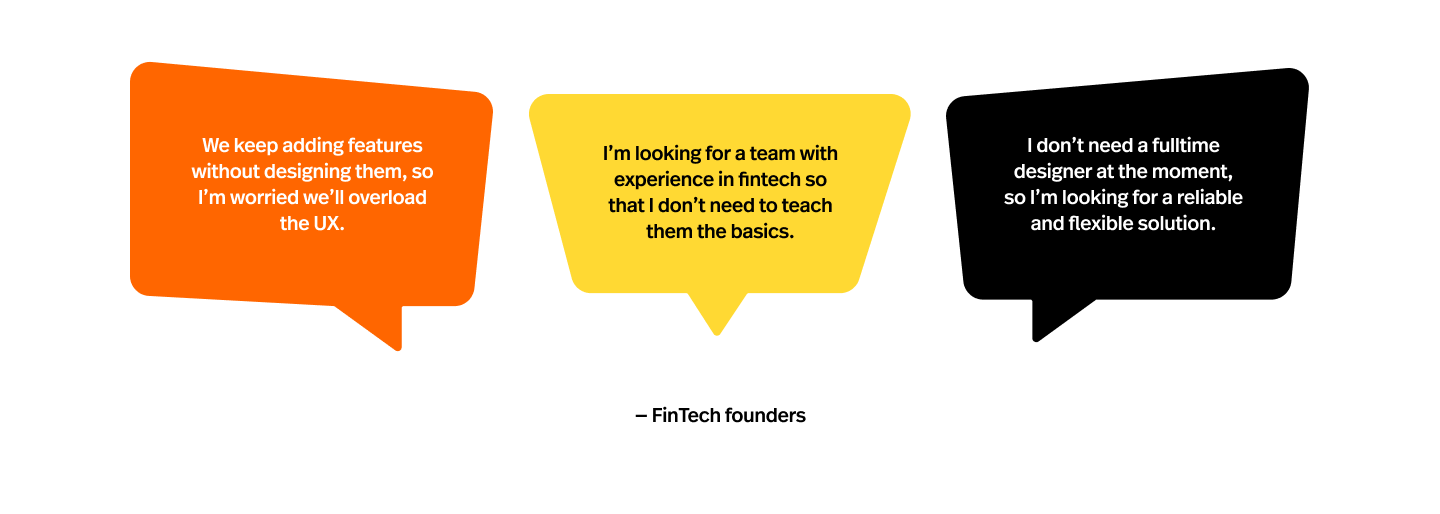 We keep adding features
without designing them, so
I’m worried we’ll overload
the UX.
I’m looking for a team with
experience in fintech so
that I don’t need to teach
them the basics.
I don’t need a fulltime
designer at the moment,
so I’m looking for a reliable
and flexible solution.
– FinTech founders